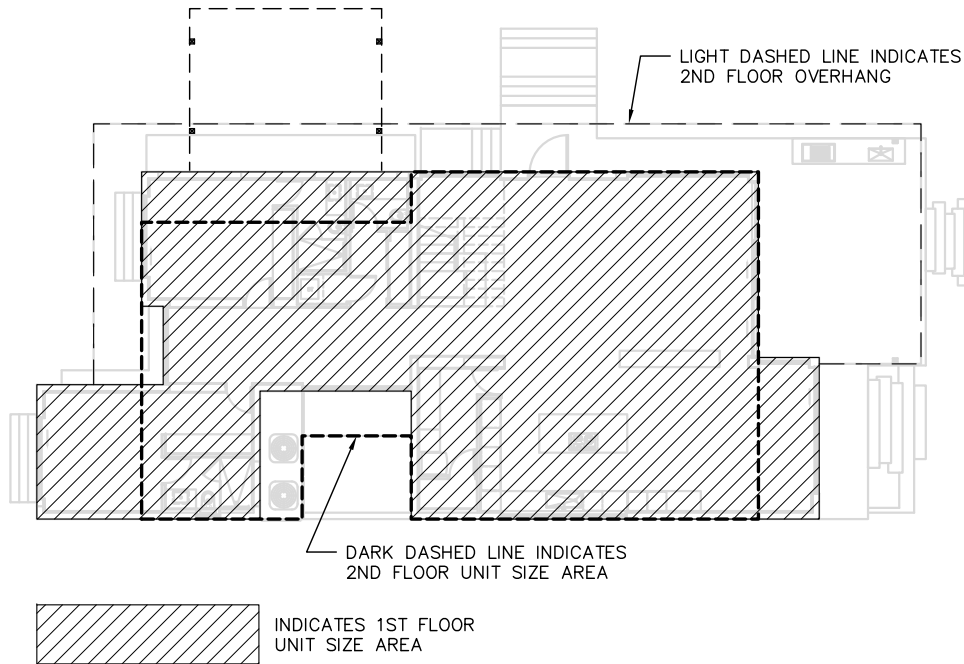 LIGHT DASHED LINE INDICATES
2ND FLOOR OVERHANG
DARK DASHED LINE INDICATES
2ND FLOOR UNIT SIZE AREA
INDICATES 1ST FLOOR
UNIT SIZE AREA